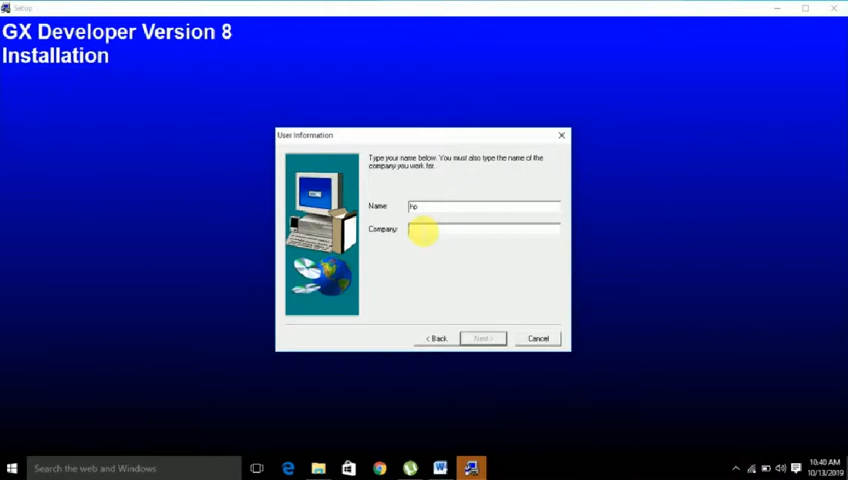 Setup
GX Developer Version 8
Installation
User Information
Type your name below. You must also type the name of the
company you work for.
Name: hp
Company:
< Back Next > Cancel
Search the web and Windows
10:40 AM
10/13/2019